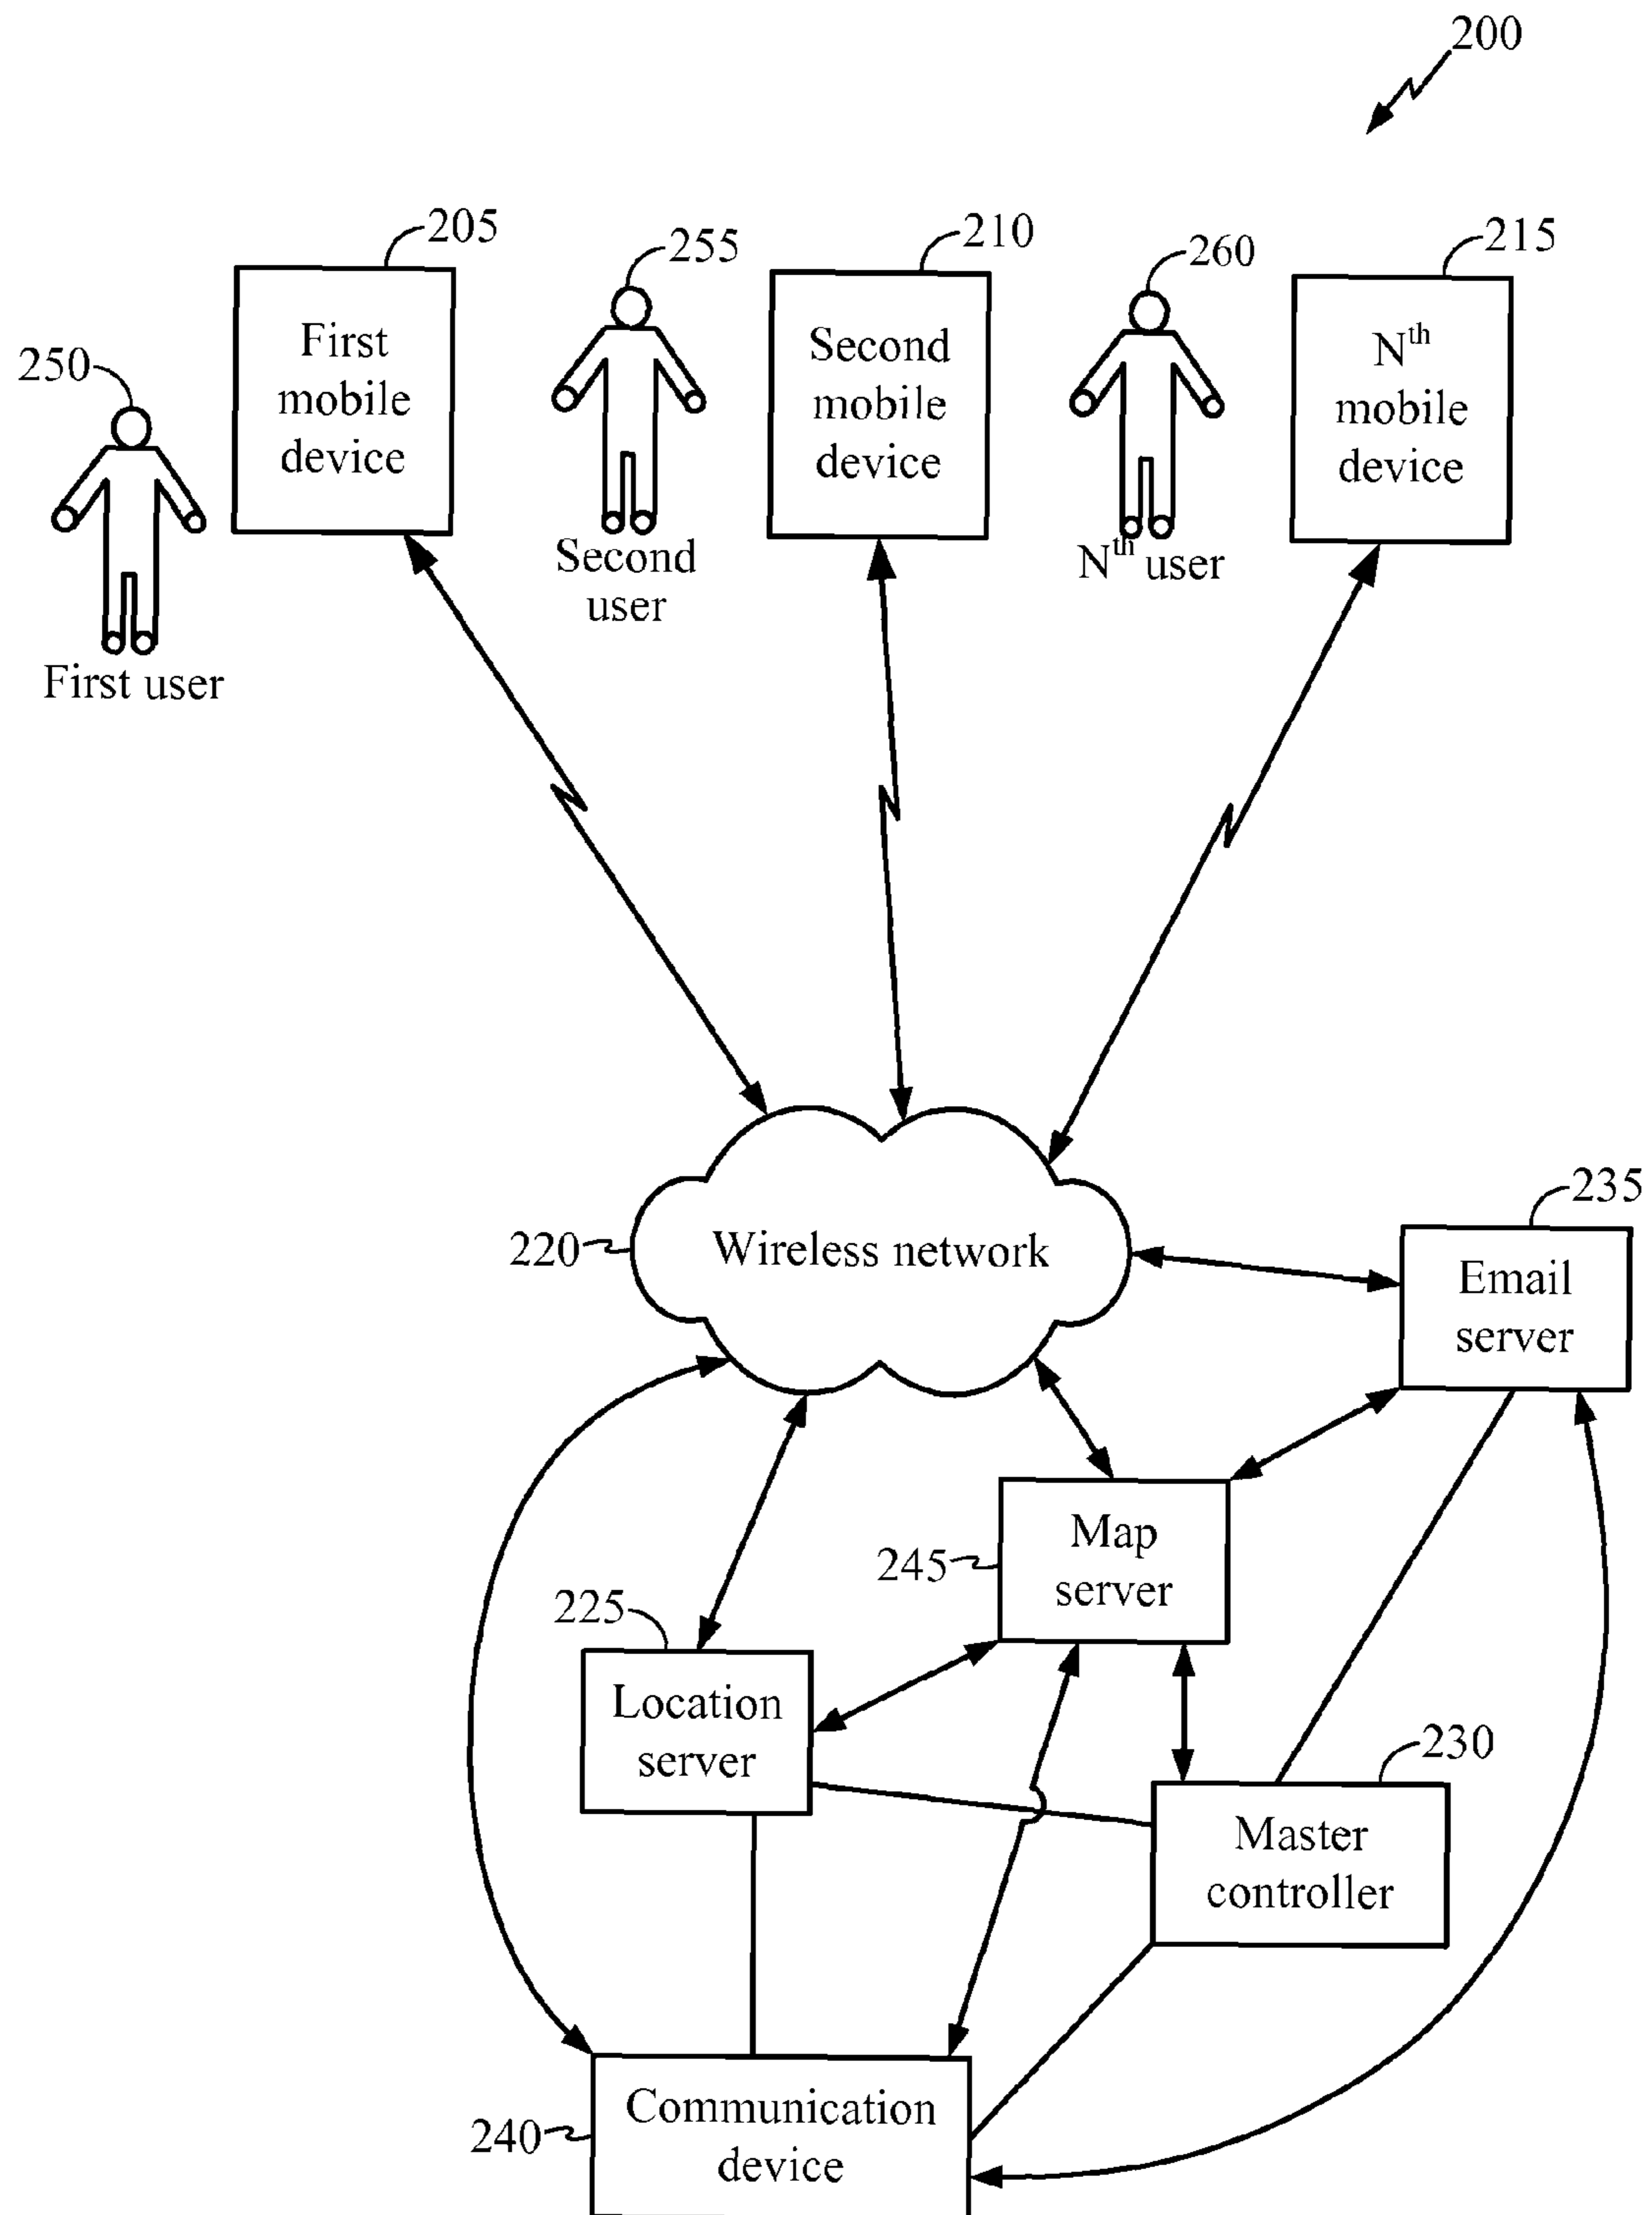 200
205
255
210
260
215
250
First
mobile
device
Second
mobile
device
Nth
mobile
device
First user
Second
user
Nth user
220
Wireless network
235
Email
server
245
Map
server
225
Location
server
230
Master
controller
240
Communication
device